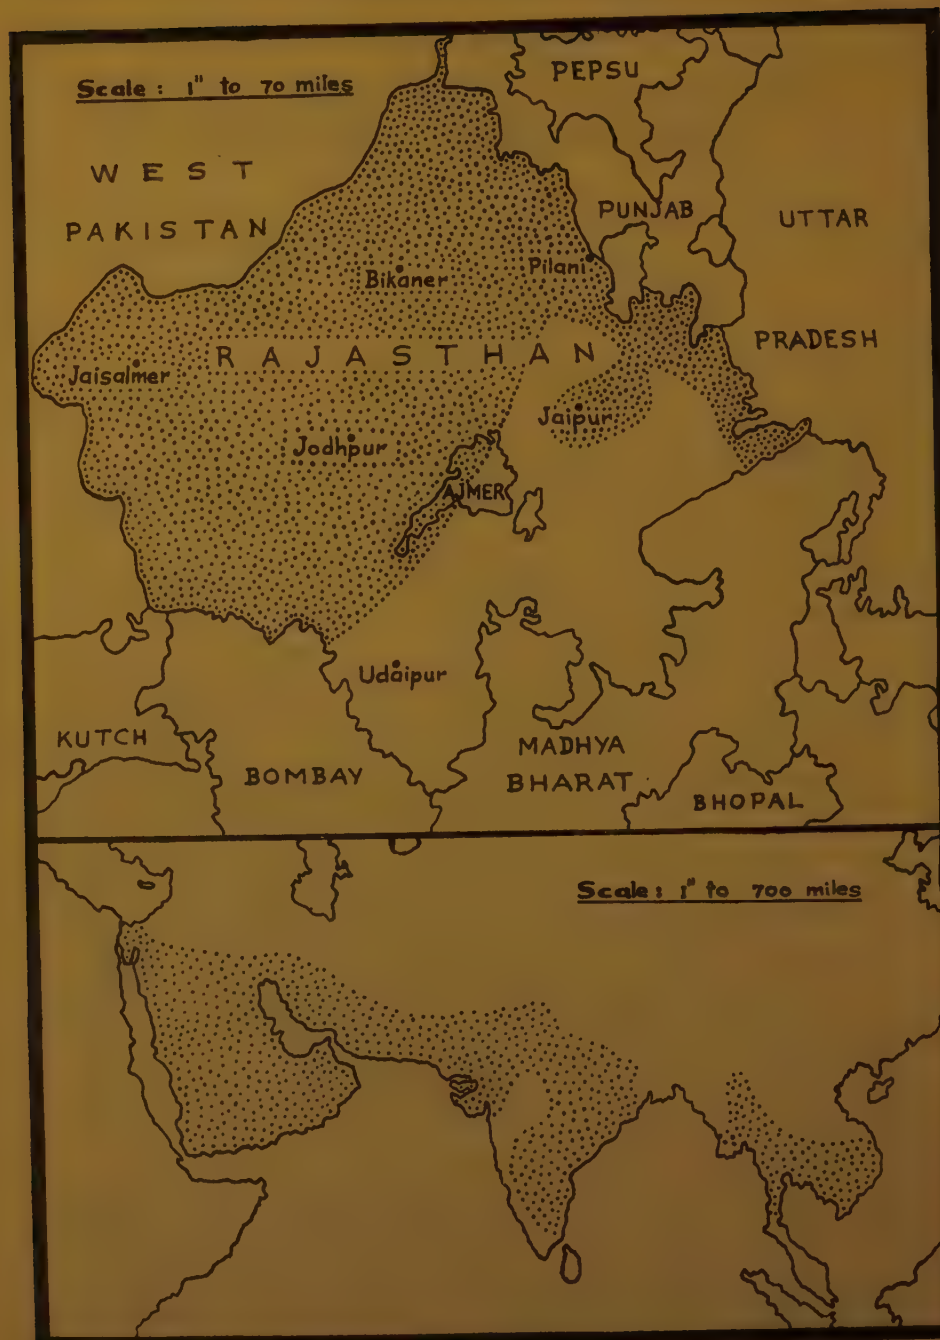 Scale : 1" to 70 miles
PEPSU
WEST
PAKISTAN
PUNJAB
UTTAR
Bikaner
Pilani
PRADESH
RAJASTHAN
Jaisalmer
Jaipur
Jodhpur
AJMER
Udaipur
KUTCH
BOMBAY
MADHYA
BHARAT
BHOPAL
Scale : 1" to 700 miles